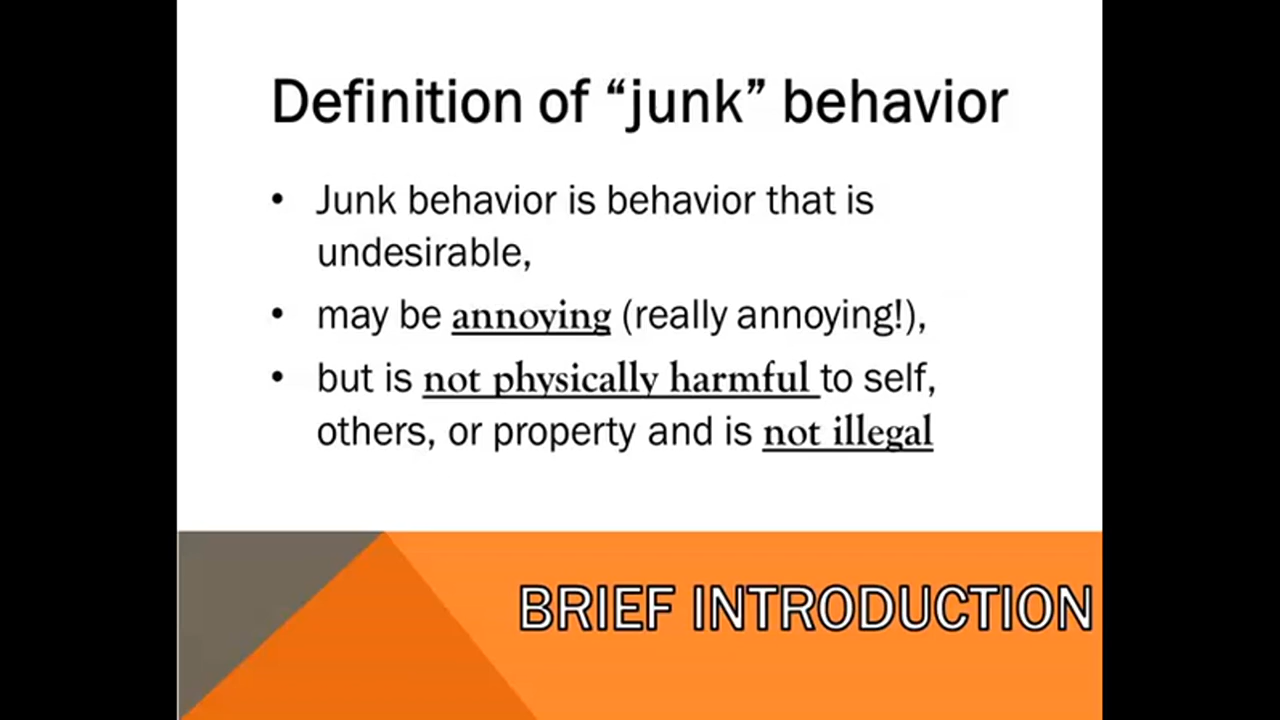 Definition of “junk” behavior
• Junk behavior is behavior that is
undesirable,
• may be annoying (really annoying!),
• but is not physically harmful to self,
others, or property and is not illegal
BRIEF INTRODUCTION